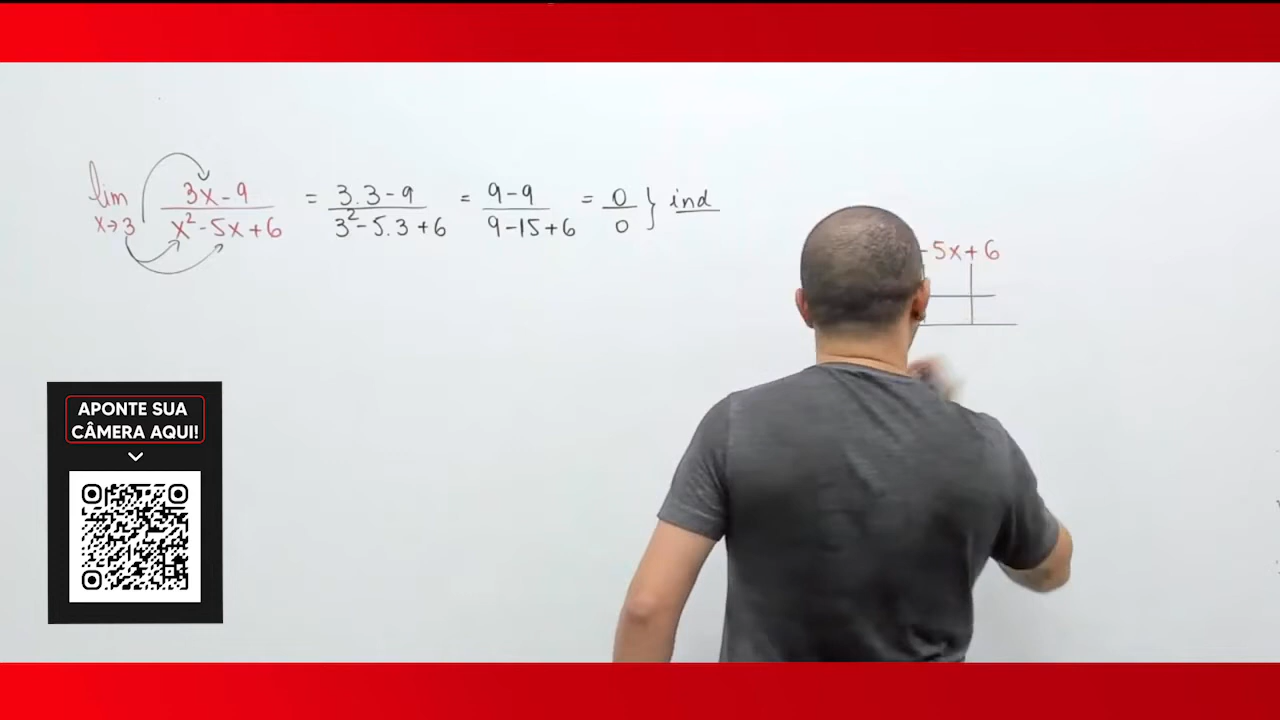 lim x→3 (3x-9)/(x²-5x+6) = (3.3-9)/(3²-5.3+6) = (9-9)/(9-15+6) = 0/0 } ind
-5x+6
APONTE SUA
CÂMERA AQUI!